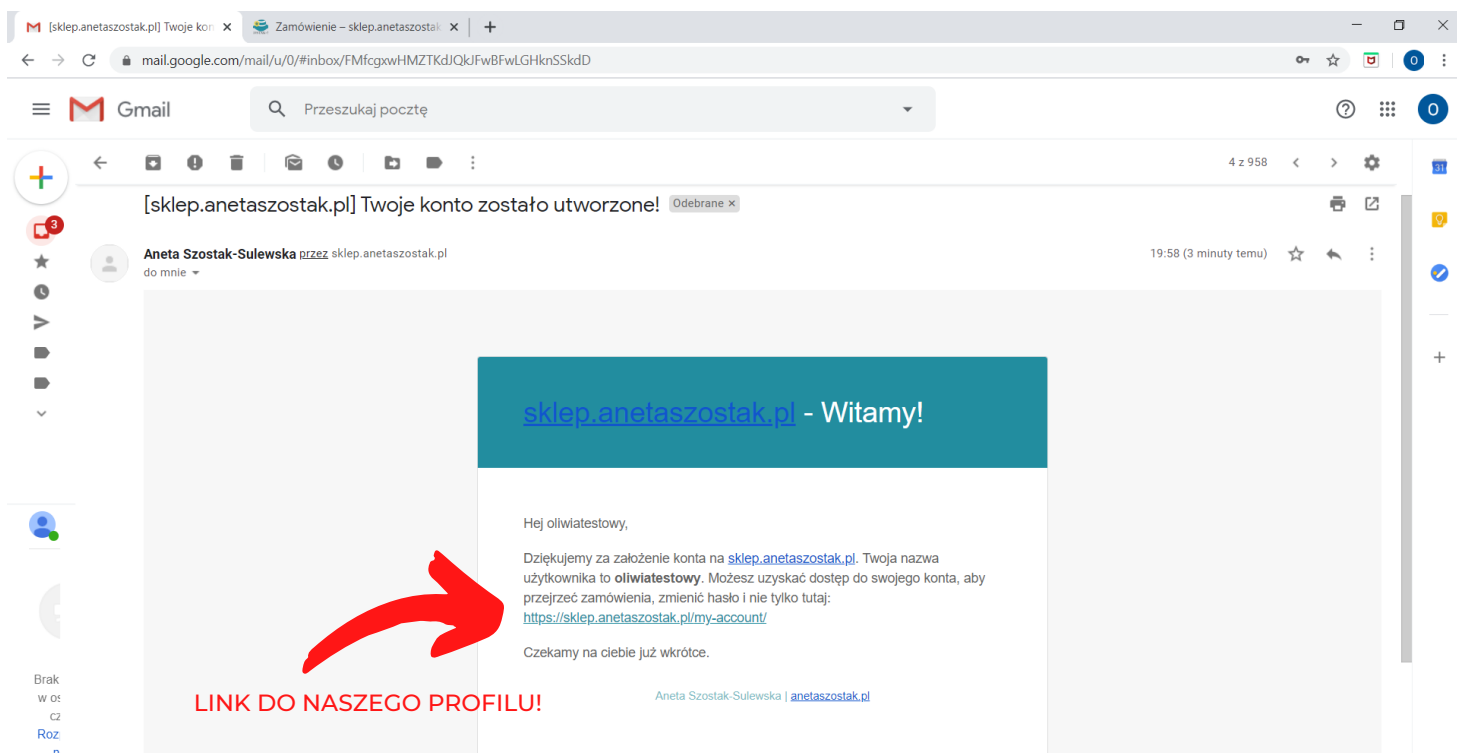 [sklep.anetaszostak.pl] Twoje kon
Zamówienie – sklep.anetaszostak
mail.google.com/mail/u/0/#inbox/FMfcgxwHMZTKdJQkJFwBFwLGHknSSkdD
O
Gmail
Przeszukaj pocztę
O
4 z 958
31
[sklep.anetaszostak.pl] Twoje konto zostało utworzone! Odebrane ×
3
Aneta Szostak-Sulewska przez sklep.anetaszostak.pl
19:58 (3 minuty temu)
do mnie
sklep.anetaszostak.pl - Witamy!
Hej oliwiatestowy,
Dziękujemy za założenie konta na sklep.anetaszostak.pl. Twoja nazwa
użytkownika to oliwiatestowy. Możesz uzyskać dostęp do swojego konta, aby
przejrzeć zamówienia, zmienić hasło i nie tylko tutaj:
https://sklep.anetaszostak.pl/my-account/
Czekamy na ciebie już wkrótce.
Aneta Szostak-Sulewska | anetaszostak.pl
LINK DO NASZEGO PROFILU!
Brak
w os
cz
Roz